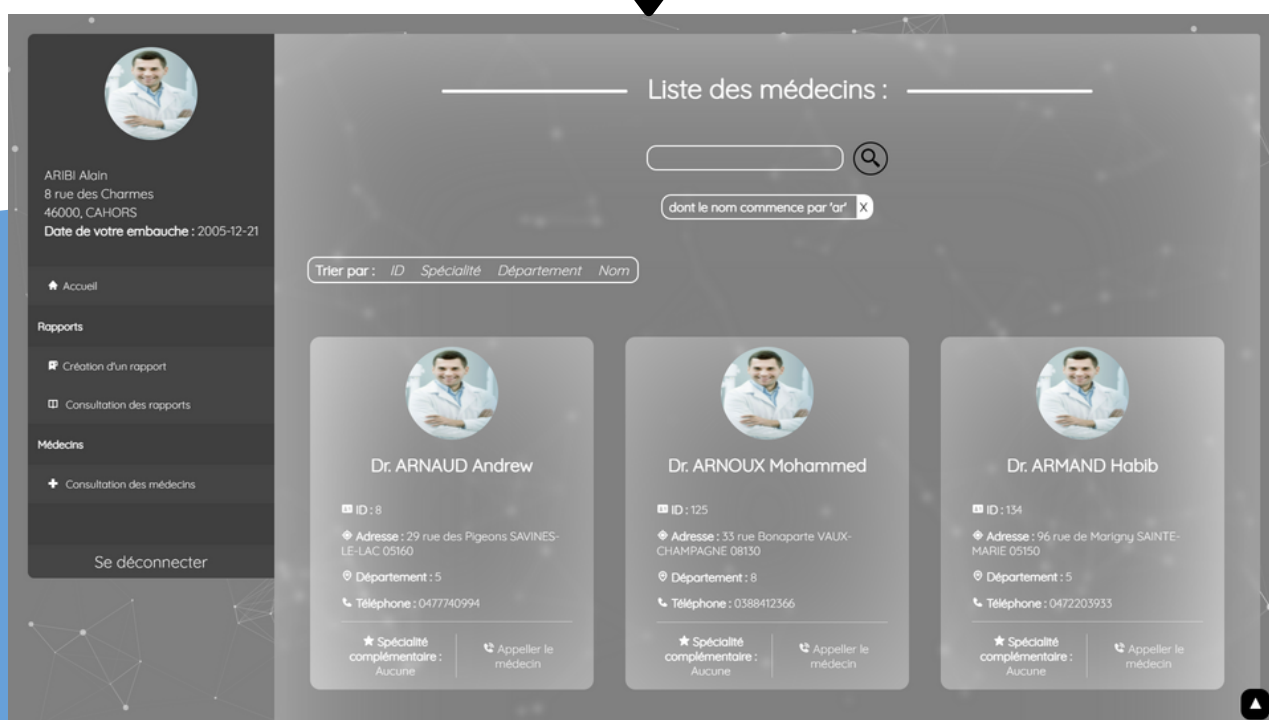 ARIBI Alain
8 rue des Charmes
46000, CAHORS
Date de votre embauche : 2005-12-21
Accueil
Rapports
Création d'un rapport
Consultation des rapports
Médecins
Consultation des médecins
Se déconnecter
Liste des médecins :
dont le nom commence par 'ar' X
Trier par : ID Spécialité Département Nom
Dr. ARNAUD Andrew
ID : 8
Adresse : 29 rue des Pigeons SAVINES-
LE-LAC 05160
Département : 5
Téléphone : 0477740994
Spécialité
complémentaire :
Aucune
Appeller le
médecin
Dr. ARNOUX Mohammed
ID : 125
Adresse : 33 rue Bonaparte VAUX-
CHAMPAGNE 08130
Département : 8
Téléphone : 0388412366
Spécialité
complémentaire :
Aucune
Appeller le
médecin
Dr. ARMAND Habib
ID : 134
Adresse : 96 rue de Marigny SAINTE-
MARIE 05150
Département : 5
Téléphone : 0472203933
Spécialité
complémentaire :
Aucune
Appeller le
médecin